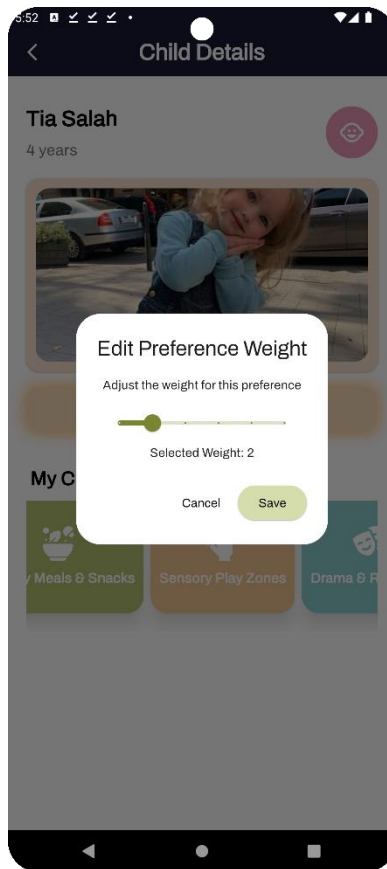 5:52
Child Details
Tia Salah
4 years
Edit Preference Weight
Adjust the weight for this preference
Selected Weight: 2
Cancel
Save
My C
Meals & Snacks
Sensory Play Zones
Drama & R